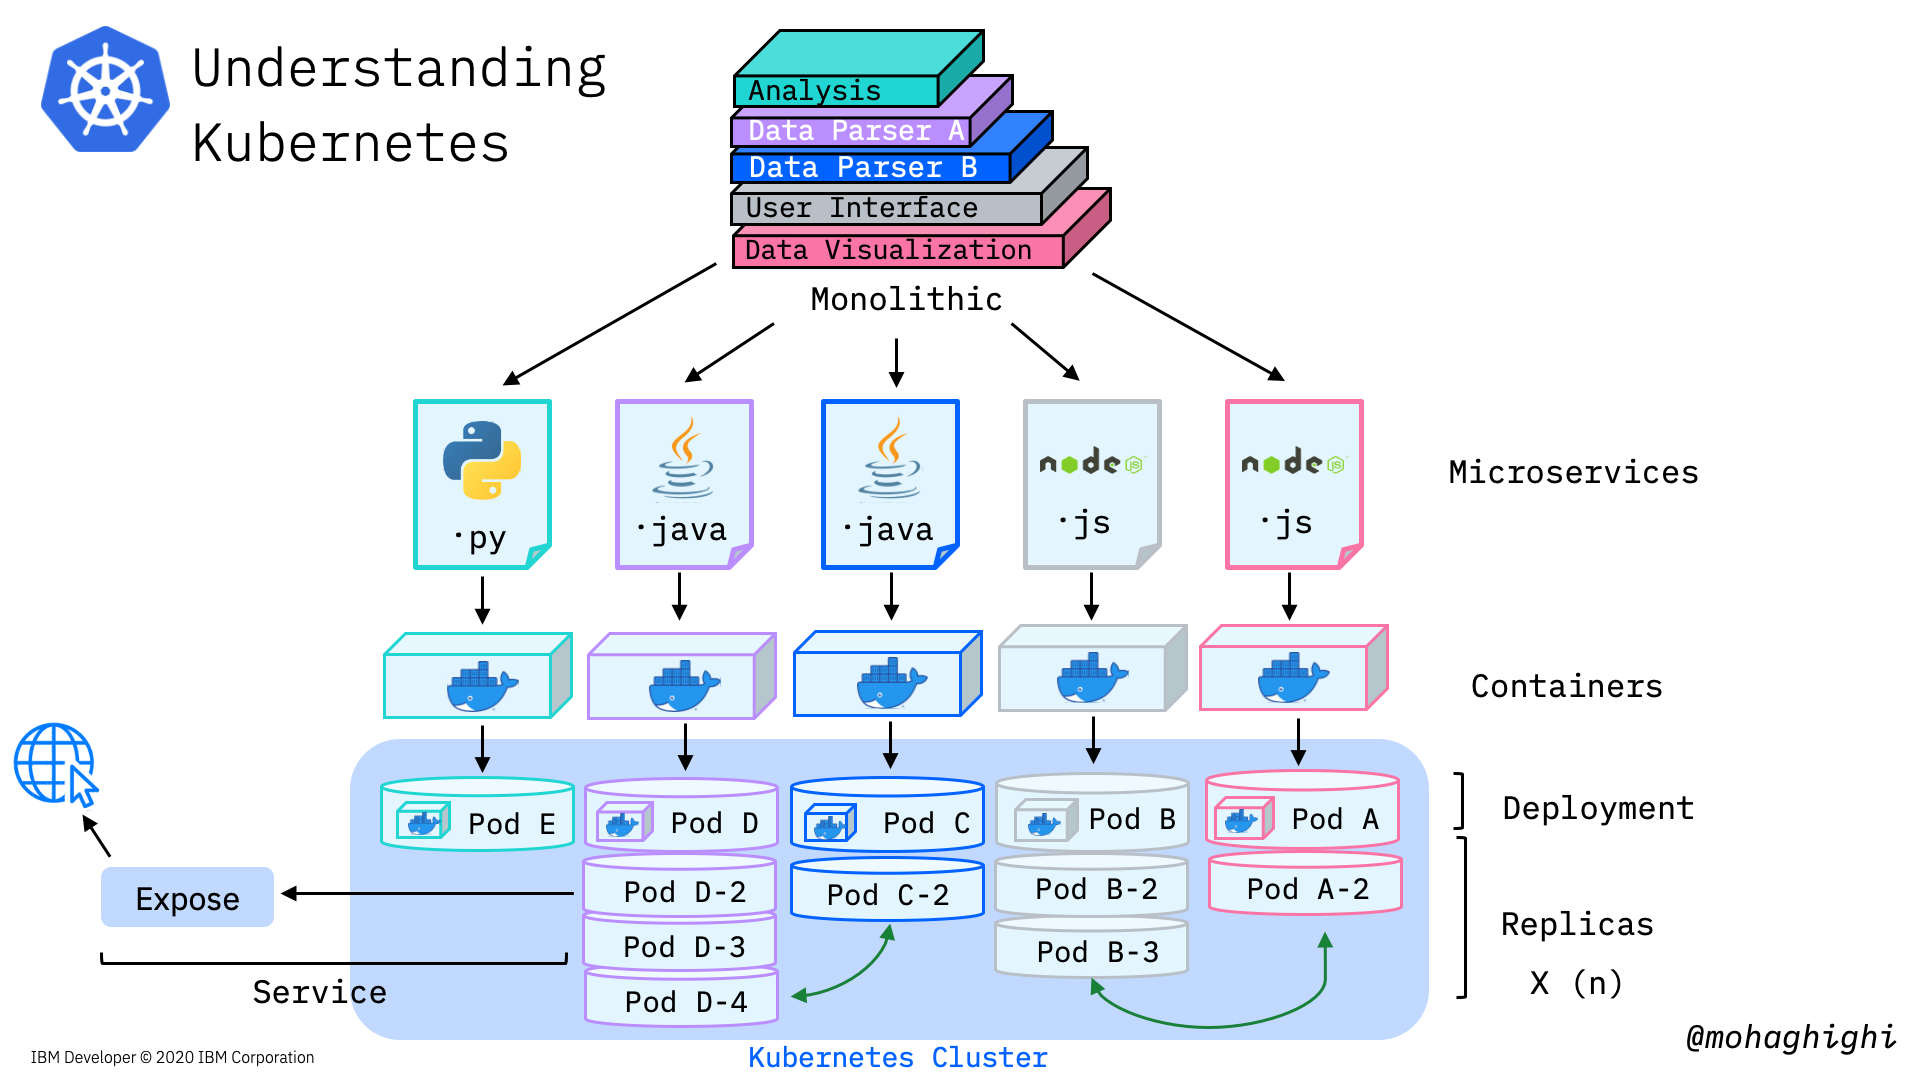 Understanding
Kubernetes
Analysis
Data Parser A
Data Parser B
User Interface
Data Visualization
Monolithic
.py
.java
.java
node js
.js
node js
.js
Microservices
Containers
Pod E
Pod D
Pod C
Pod B
Pod A
Deployment
Pod D-2
Pod C-2
Pod B-2
Pod A-2
Expose
Pod D-3
Pod B-3
Replicas
X (n)
Service
Pod D-4
@mohaghighi
IBM Developer © 2020 IBM Corporation
Kubernetes Cluster